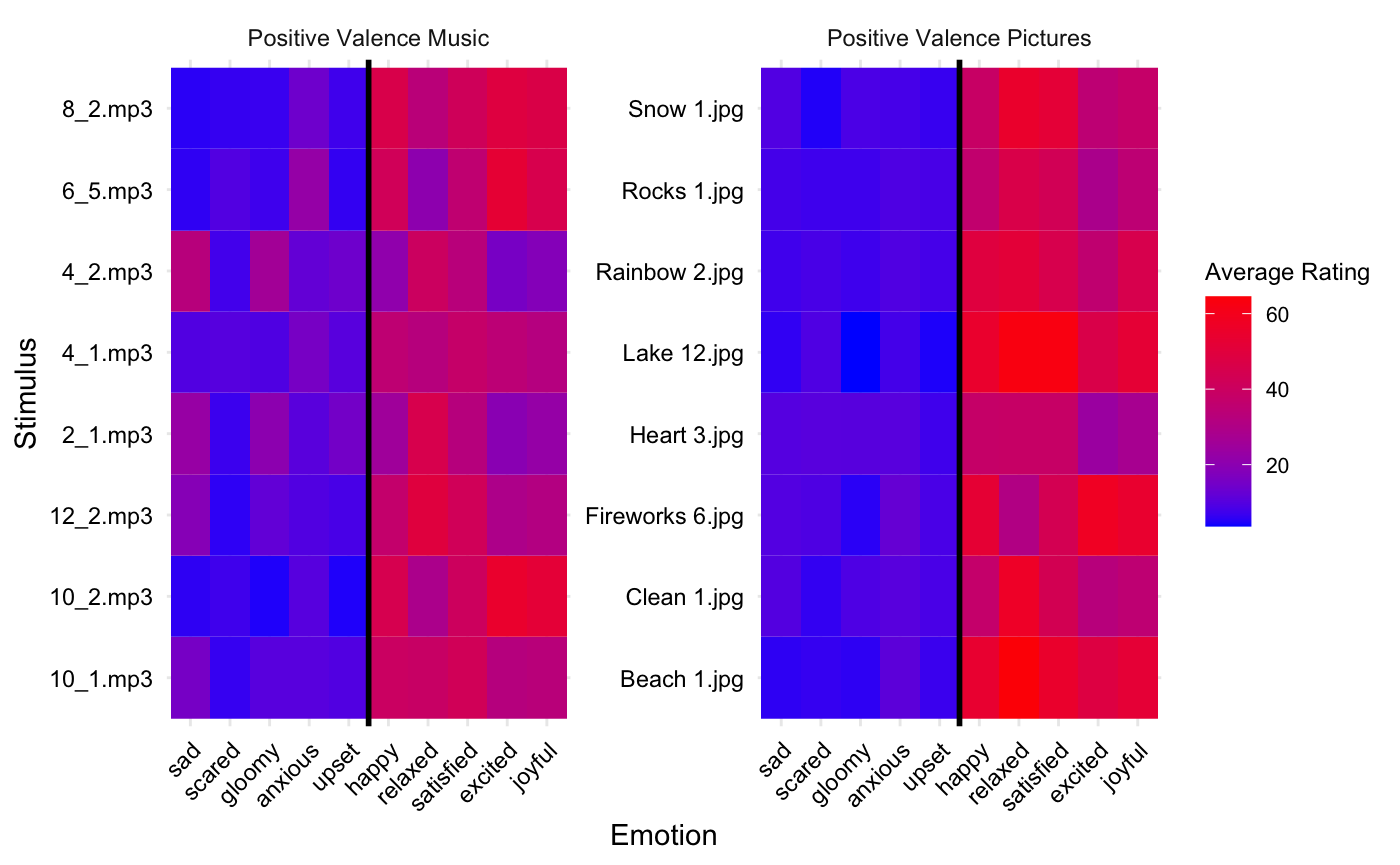 Positive Valence Music
Positive Valence Pictures
Stimulus
8_2.mp3
6_5.mp3
4_2.mp3
4_1.mp3
2_1.mp3
12_2.mp3
10_2.mp3
10_1.mp3
Snow 1.jpg
Rocks 1.jpg
Rainbow 2.jpg
Lake 12.jpg
Heart 3.jpg
Fireworks 6.jpg
Clean 1.jpg
Beach 1.jpg
sad
scared
gloomy
anxious
upset
happy
relaxed
satisfied
excited
joyful
sad
scared
gloomy
anxious
upset
happy
relaxed
satisfied
excited
joyful
Emotion
Average Rating
60
40
20